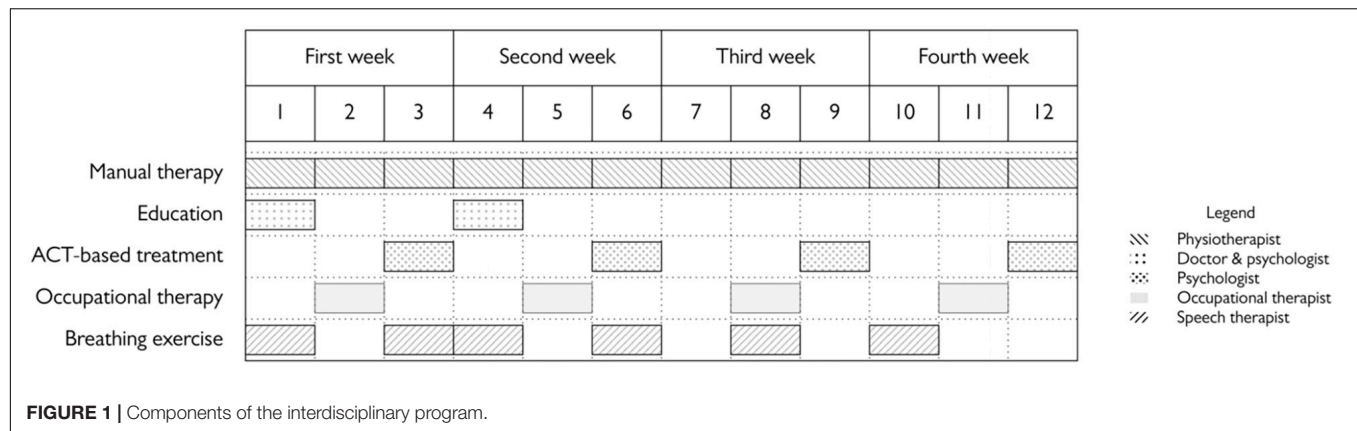 First week Second week Third week Fourth week
1 2 3 4 5 6 7 8 9 10 11 12
Manual therapy
Education
ACT-based treatment
Occupational therapy
Breathing exercise
Legend
Physiotherapist
Doctor & psychologist
Psychologist
Occupational therapist
Speech therapist
FIGURE 1 | Components of the interdisciplinary program.